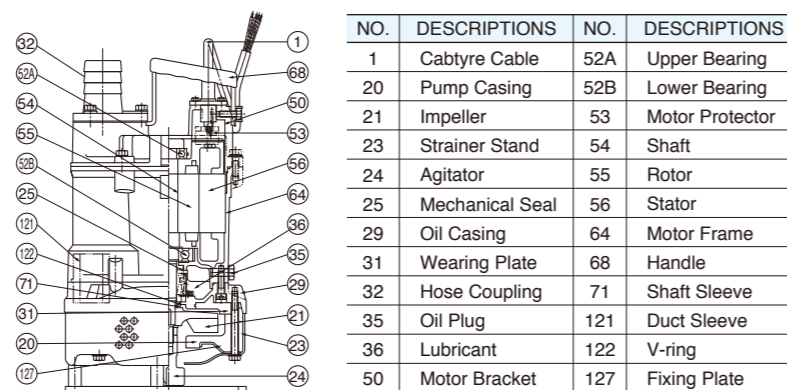 32
52A
54
55
52B
25
121
122
71
31
20
127
1
68
50
53
56
64
36
35
29
21
23
24
NO. DESCRIPTIONS NO. DESCRIPTIONS
1 Cabtyre Cable 52A Upper Bearing
20 Pump Casing 52B Lower Bearing
21 Impeller 53 Motor Protector
23 Strainer Stand 54 Shaft
24 Agitator 55 Rotor
25 Mechanical Seal 56 Stator
29 Oil Casing 64 Motor Frame
31 Wearing Plate 68 Handle
32 Hose Coupling 71 Shaft Sleeve
35 Oil Plug 121 Duct Sleeve
36 Lubricant 122 V-ring
50 Motor Bracket 127 Fixing Plate